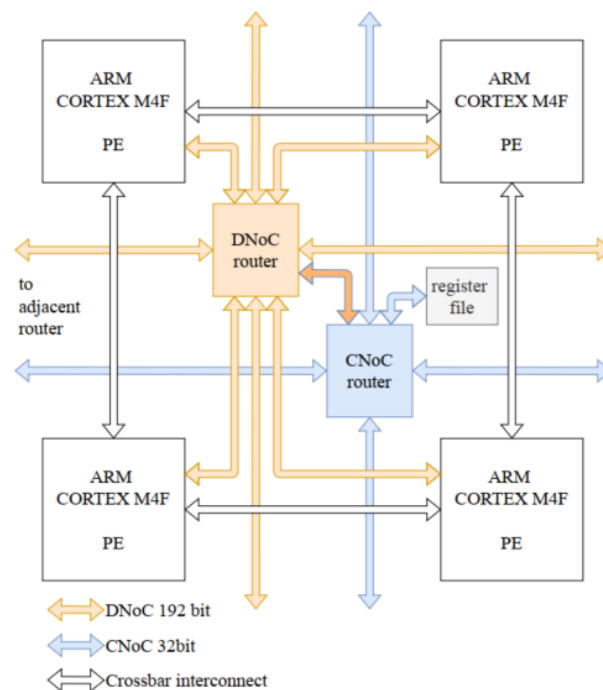 ARM
CORTEX M4F
PE
ARM
CORTEX M4F
PE
DNoC
router
to
adjacent
router
register
file
CNoC
router
ARM
CORTEX M4F
PE
ARM
CORTEX M4F
PE
DNoC 192 bit
CNoC 32bit
Crossbar interconnect